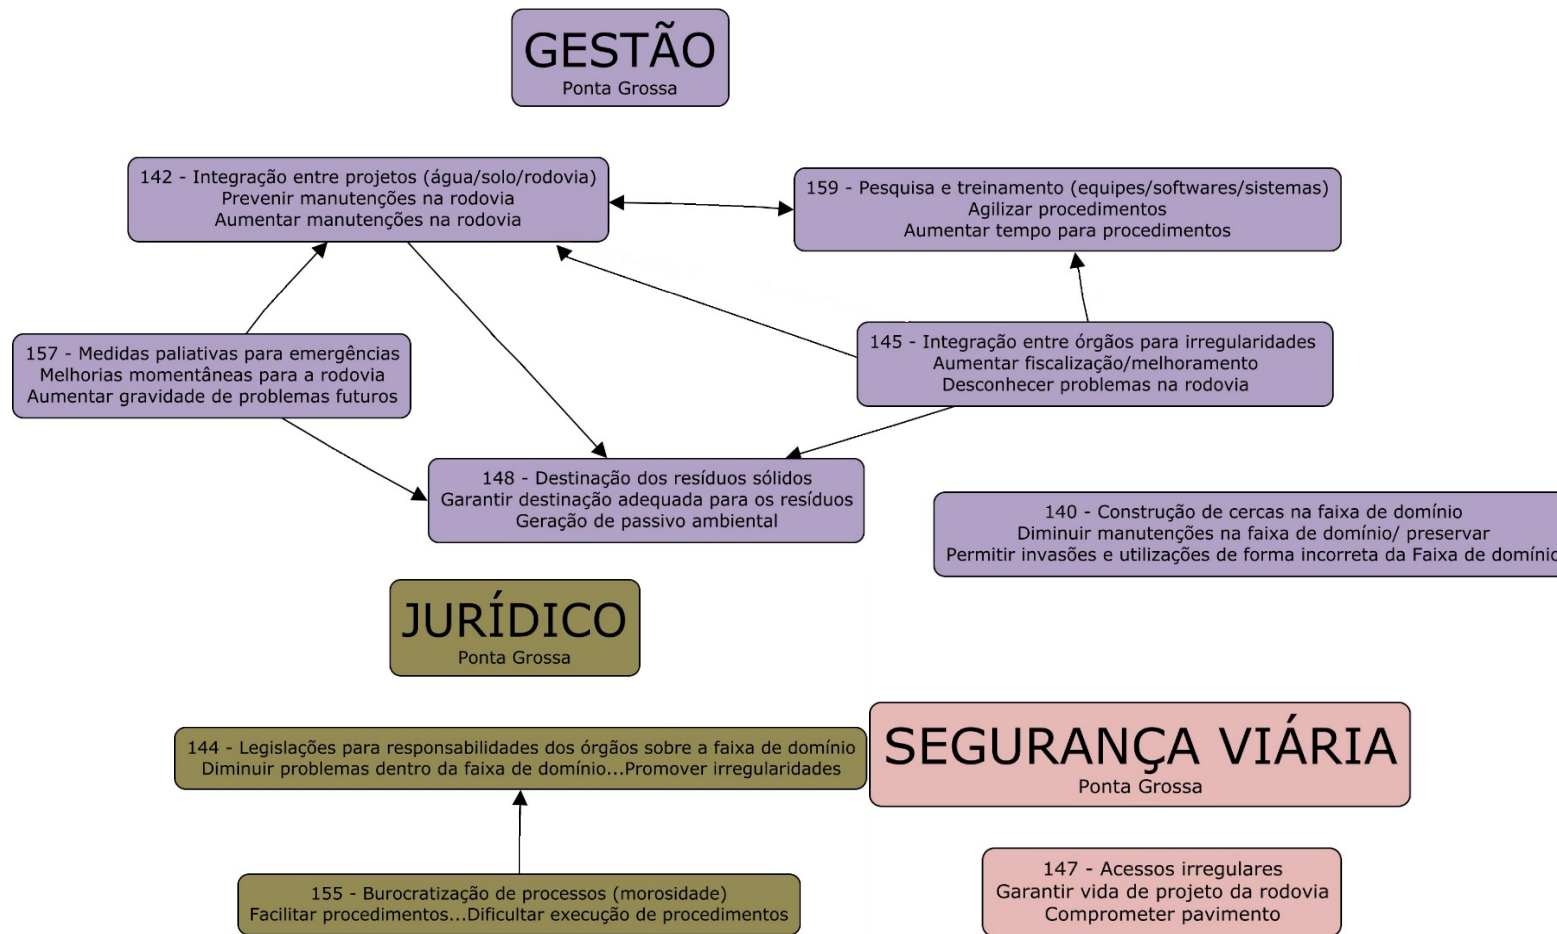 GESTÃO
Ponta Grossa
142 - Integração entre projetos (água/solo/rodovia)
Prevenir manutenções na rodovia
Aumentar manutenções na rodovia
159 - Pesquisa e treinamento (equipes/softwares/sistemas)
Agilizar procedimentos
Aumentar tempo para procedimentos
157 - Medidas paliativas para emergências
Melhorias momentâneas para a rodovia
Aumentar gravidade de problemas futuros
145 - Integração entre órgãos para irregularidades
Aumentar fiscalização/melhoramento
Desconhecer problemas na rodovia
148 - Destinação dos resíduos sólidos
Garantir destinação adequada para os resíduos
Geração de passivo ambiental
140 - Construção de cercas na faixa de domínio
Diminuir manutenções na faixa de domínio/ preservar
Permitir invasões e utilizações de forma incorreta da Faixa de domínio
JURÍDICO
Ponta Grossa
144 - Legislações para responsabilidades dos órgãos sobre a faixa de domínio
Diminuir problemas dentro da faixa de domínio...Promover irregularidades
155 - Burocratização de processos (morosidade)
Facilitar procedimentos...Dificultar execução de procedimentos
SEGURANÇA VIÁRIA
Ponta Grossa
147 - Acessos irregulares
Garantir vida de projeto da rodovia
Comprometer pavimento